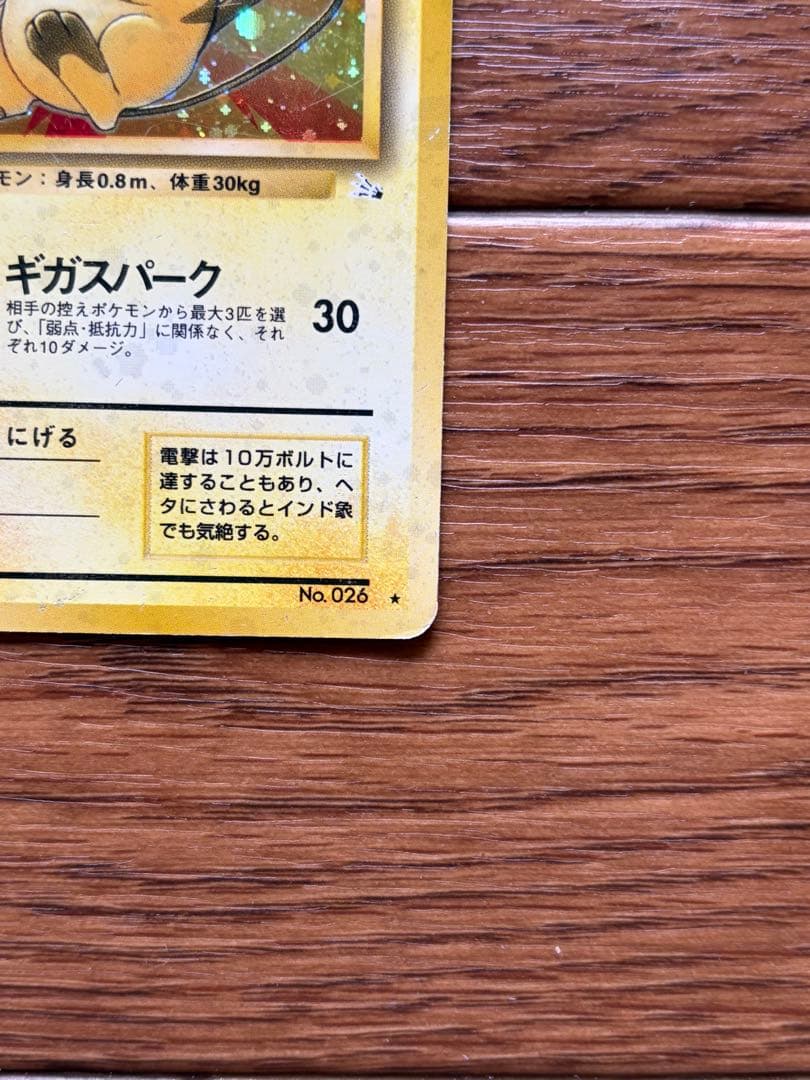 モン：身長0.8m、体重30kg
ギガスパーク 30
相手の控えポケモンから最大3匹を選
び、「弱点・抵抗力」に関係なく、それ
ぞれ10ダメージ。
にげる
電撃は10万ボルトに
達することもあり、ヘ
タにさわるとインド象
でも気絶する。
No. 026 ★